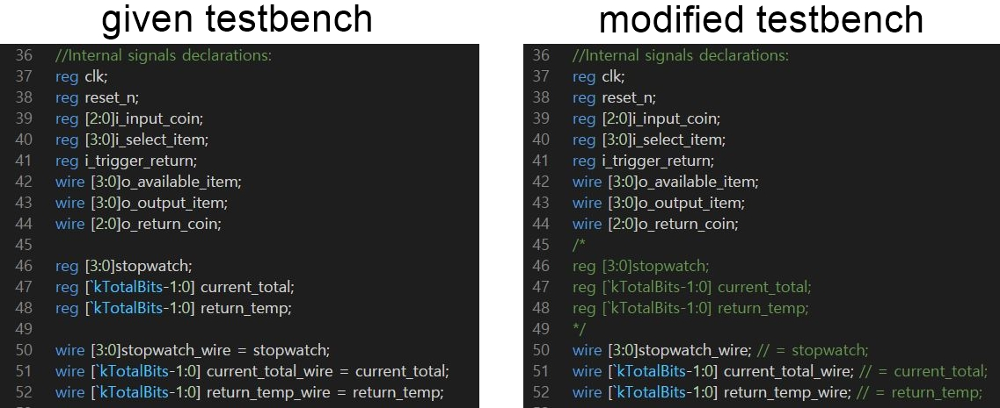 given testbench
36 //Internal signals declarations:
37 reg clk;
38 reg reset_n;
39 reg [2:0]i_input_coin;
40 reg [3:0]i_select_item;
41 reg i_trigger_return;
42 wire [3:0]o_available_item;
43 wire [3:0]o_output_item;
44 wire [2:0]o_return_coin;
45
46 reg [3:0]stopwatch;
47 reg [`kTotalBits-1:0] current_total;
48 reg [`kTotalBits-1:0] return_temp;
49
50 wire [3:0]stopwatch_wire = stopwatch;
51 wire [`kTotalBits-1:0] current_total_wire = current_total;
52 wire [`kTotalBits-1:0] return_temp_wire = return_temp;
modified testbench
36 //Internal signals declarations:
37 reg clk;
38 reg reset_n;
39 reg [2:0]i_input_coin;
40 reg [3:0]i_select_item;
41 reg i_trigger_return;
42 wire [3:0]o_available_item;
43 wire [3:0]o_output_item;
44 wire [2:0]o_return_coin;
45 /*
46 reg [3:0]stopwatch;
47 reg [`kTotalBits-1:0] current_total;
48 reg [`kTotalBits-1:0] return_temp;
49 */
50 wire [3:0]stopwatch_wire; // = stopwatch;
51 wire [`kTotalBits-1:0] current_total_wire; // = current_total;
52 wire [`kTotalBits-1:0] return_temp_wire; // = return_temp;